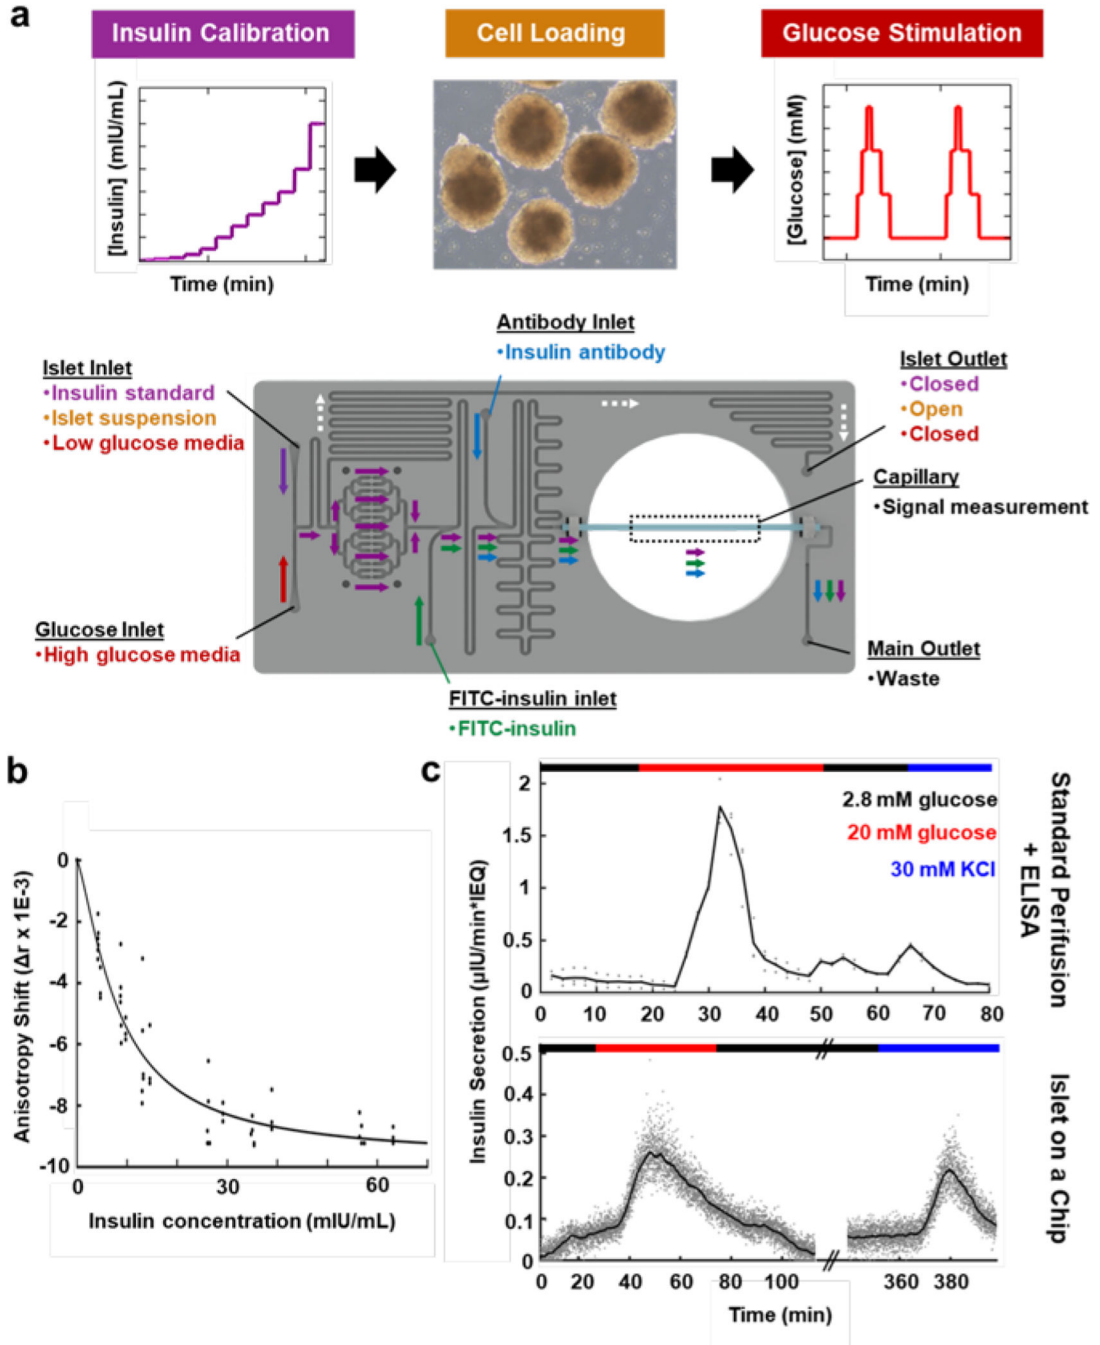 a
Insulin Calibration
Cell Loading
Glucose Stimulation
[Insulin] (mIU/mL)
Time (min)
[Glucose] (mM)
Time (min)
Antibody Inlet
•Insulin antibody
Islet Inlet
•Insulin standard
•Islet suspension
•Low glucose media
Islet Outlet
•Closed
•Open
•Closed
Capillary
•Signal measurement
Glucose Inlet
•High glucose media
FITC-insulin inlet
•FITC-insulin
Main Outlet
•Waste
b
Anisotropy Shift (Δr x 1E-3)
0
-2
-4
-6
-8
-10
0 60
Insulin concentration (mIU/mL)
c
Insulin Secretion (µIU/min*IEQ)
2
1.5
1
0.5
0
2.8 mM glucose
20 mM glucose
30 mM KCl
0 10 20 30 40 50 60 70 80
Standard Perifusion
+ ELISA
0.5
0.4
0.3
0.2
0.1
0
0 20 40 60 80 100 360 380
Time (min)
Islet on a Chip